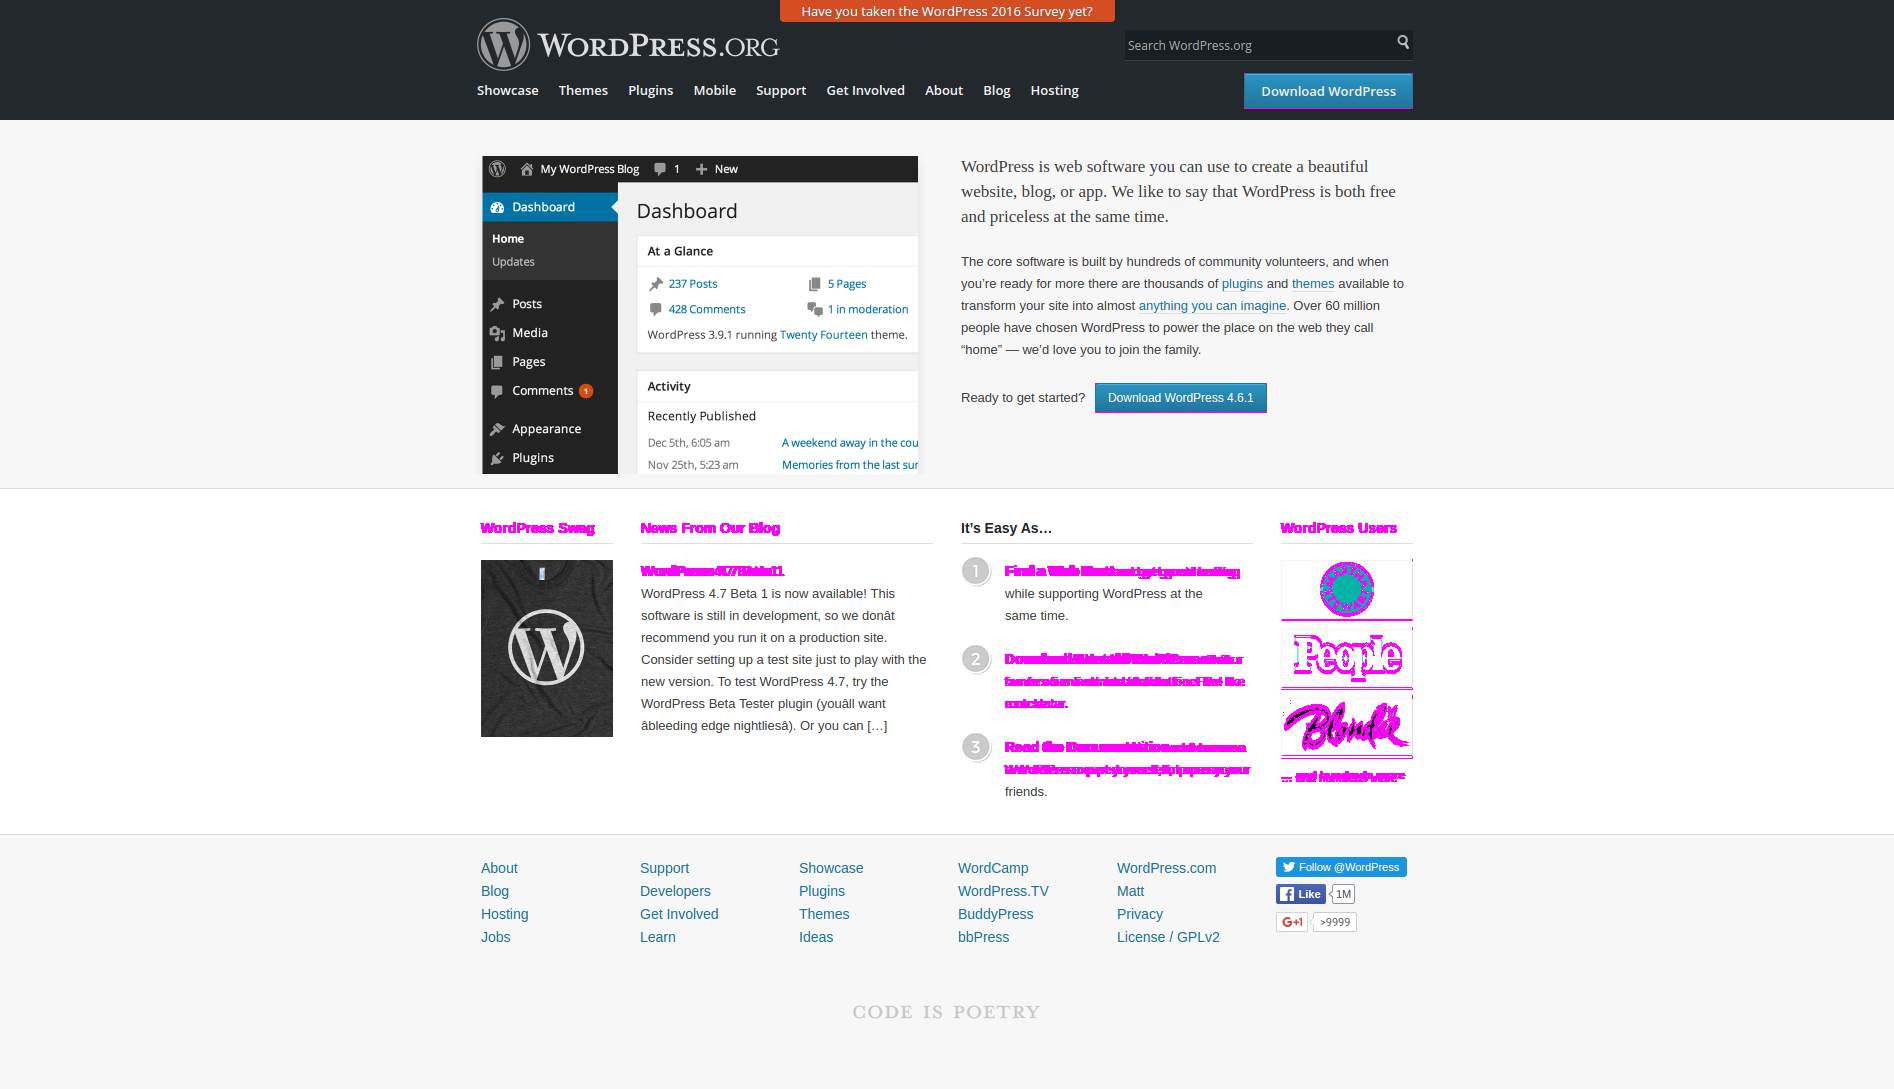 Have you taken the WordPress 2016 Survey yet?
WORDPRESS.ORG
Search WordPress.org
Showcase Themes Plugins Mobile Support Get Involved About Blog Hosting
Download WordPress
My WordPress Blog 1 New
Dashboard
Home
Updates
Posts
Media
Pages
Comments 1
Appearance
Plugins
Dashboard
At a Glance
237 Posts 5 Pages
428 Comments 1 in moderation
WordPress 3.9.1 running Twenty Fourteen theme.
Activity
Recently Published
Dec 5th, 6:05 am A weekend away in the cou
Nov 25th, 5:23 am Memories from the last sur
WordPress is web software you can use to create a beautiful
website, blog, or app. We like to say that WordPress is both free
and priceless at the same time.
The core software is built by hundreds of community volunteers, and when
you’re ready for more there are thousands of plugins and themes available to
transform your site into almost anything you can imagine. Over 60 million
people have chosen WordPress to power the place on the web they call
“home” — we’d love you to join the family.
Ready to get started? Download WordPress 4.6.1
WordPress Swag
News From Our Blog
WordPress 4.7 Beta 1
WordPress 4.7 Beta 1 is now available! This
software is still in development, so we donât
recommend you run it on a production site.
Consider setting up a test site just to play with the
new version. To test WordPress 4.7, try the
WordPress Beta Tester plugin (youâll want
âbleeding edge nightliesâ). Or you can […]
It’s Easy As…
1 Find a Web Host and get great hosting
while supporting WordPress at the
same time.
2
3 Read the Documentation
friends.
WordPress Users
People
Blondie
About
Blog
Hosting
Jobs
Support
Developers
Get Involved
Learn
Showcase
Plugins
Themes
Ideas
WordCamp
WordPress.TV
BuddyPress
bbPress
WordPress.com
Matt
Privacy
License / GPLv2
Follow @WordPress
Like 1M
G+1 >9999
CODE IS POETRY